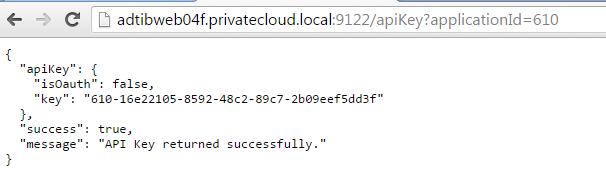 adtibweb04f.privatecloud.local:9122/apiKey?applicationId=610
{
  "apiKey": {
    "isOauth": false,
    "key": "610-16e22105-8592-48c2-89c7-2b09eef5dd3f"
  },
  "success": true,
  "message": "API Key returned successfully."
}